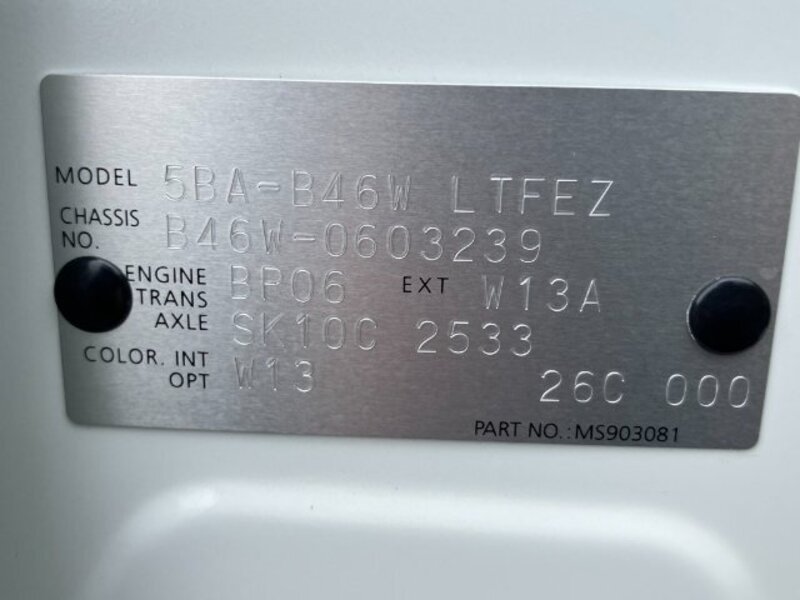 MODEL 5BA-B46W LTFEZ
CHASSIS NO. B46W-0603239
ENGINE BP06 EXT W13A
TRANS AXLE SK10C 2533
COLOR. INT W13
OPT 26C 000
PART NO.: MS903081